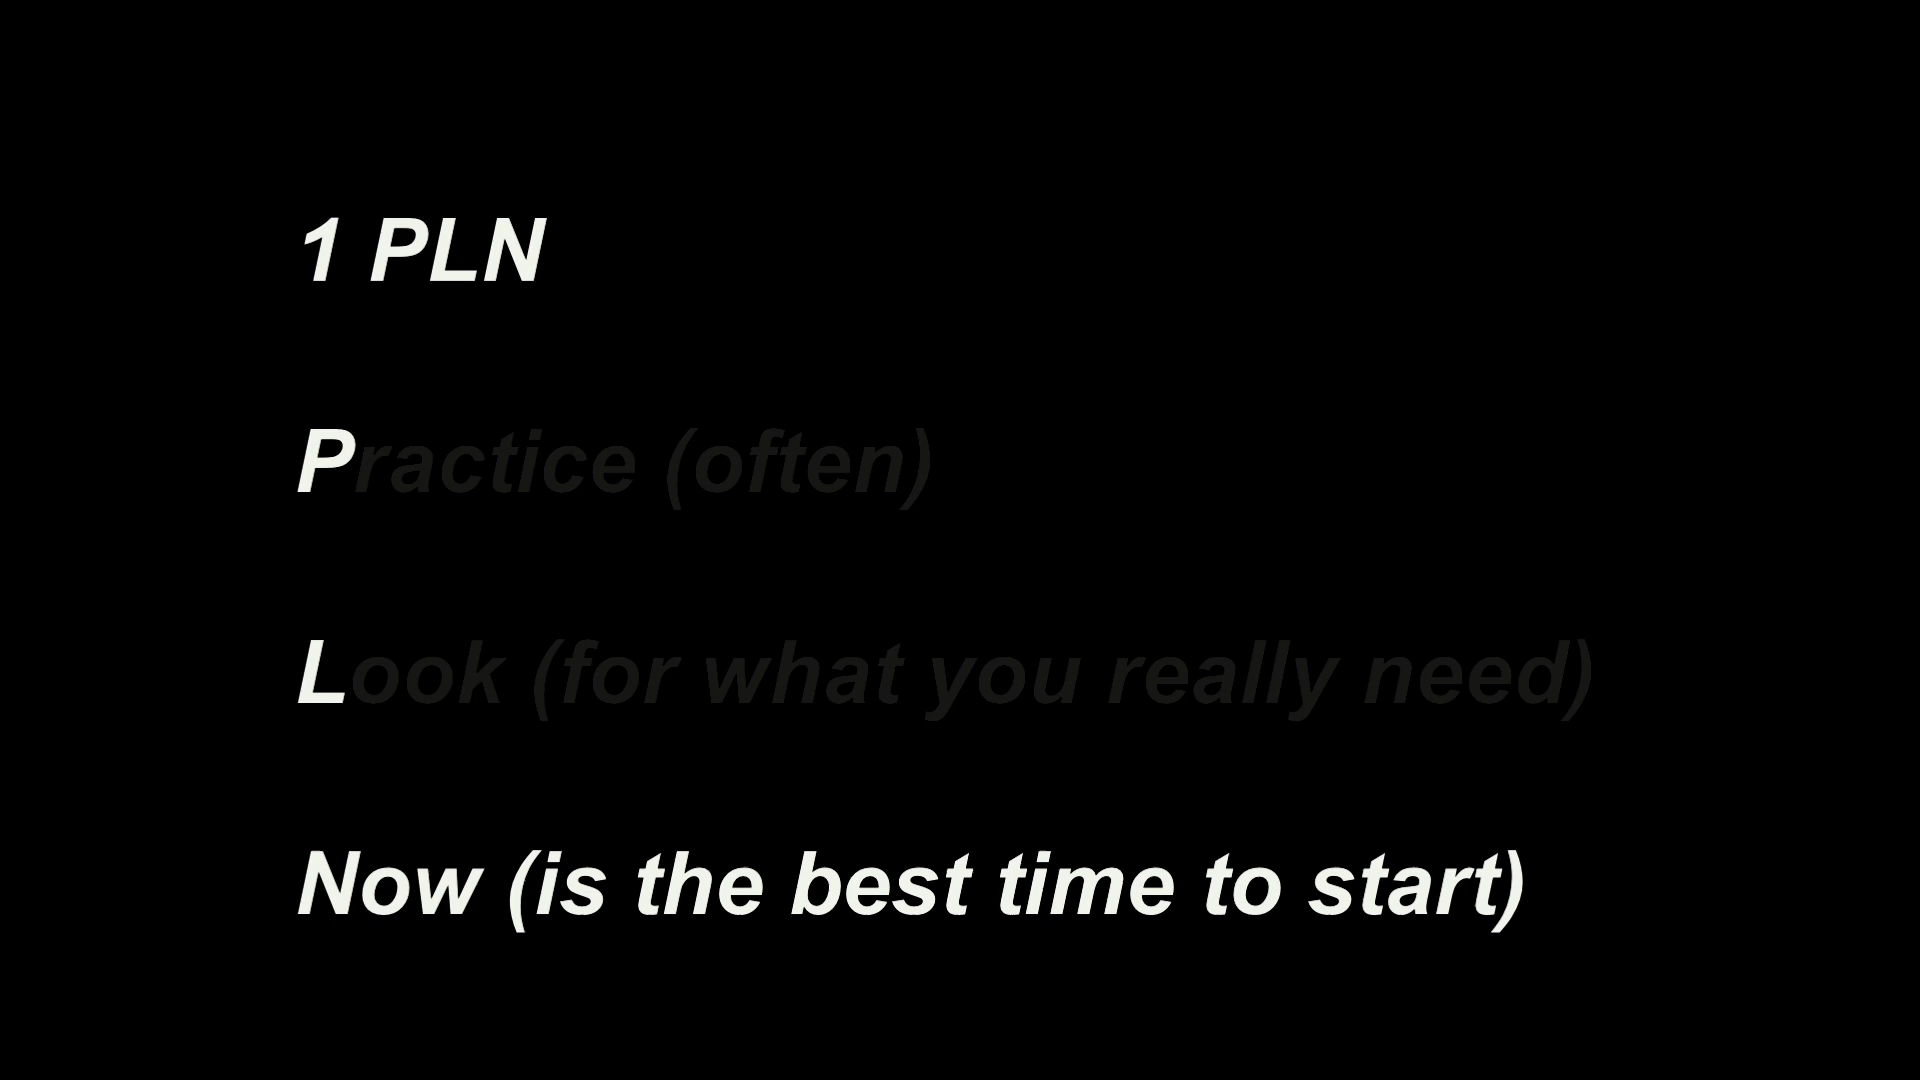 1 PLN
Practice (often)
Look (for what you really need)
Now (is the best time to start)